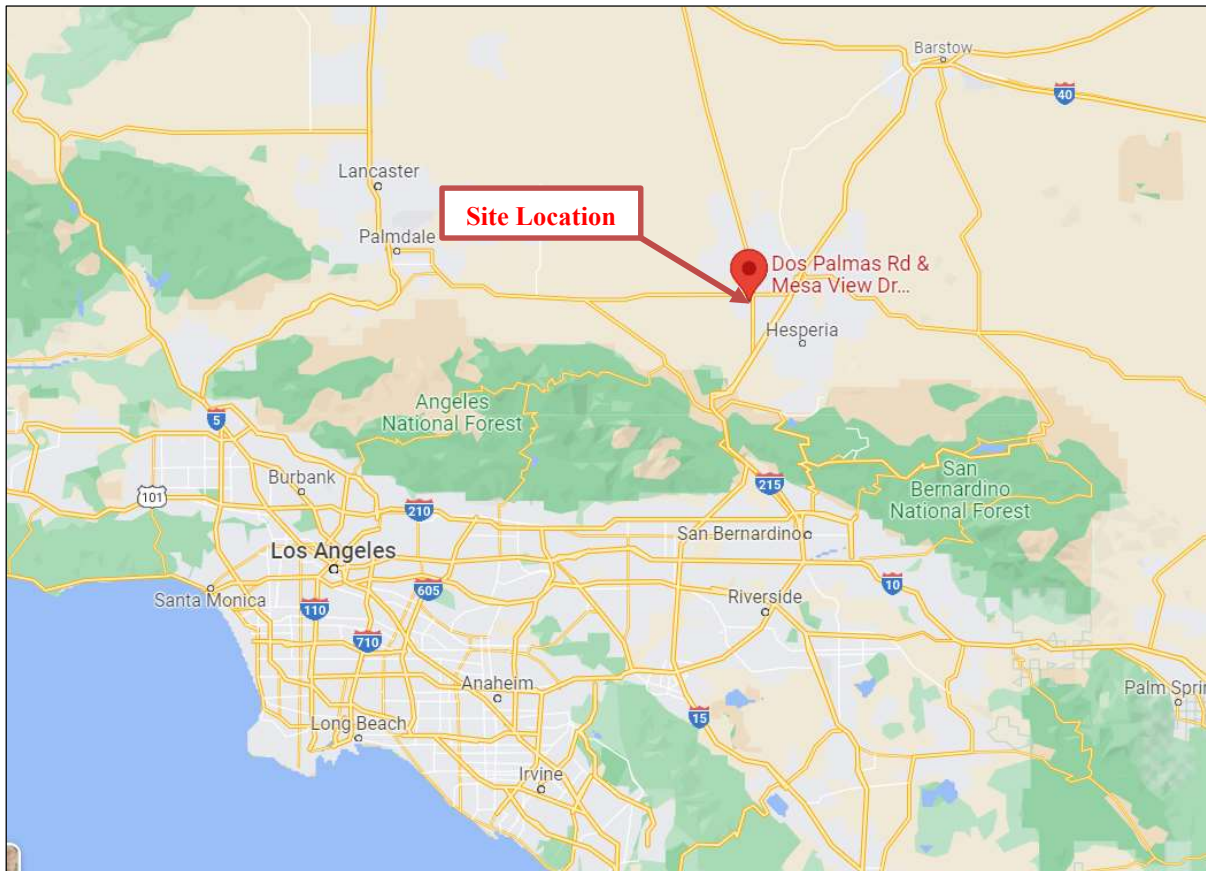 Barstow
40
Lancaster
Site Location
Palmdale
Dos Palmas Rd &
Mesa View Dr...
Hesperia
Angeles
National Forest
5
Burbank
101
210
215
San
Bernardino
National Forest
San Bernardino
Los Angeles
605
10
Santa Monica
110
Riverside
710
Anaheim
Palm Sprin
15
Long Beach
Irvine